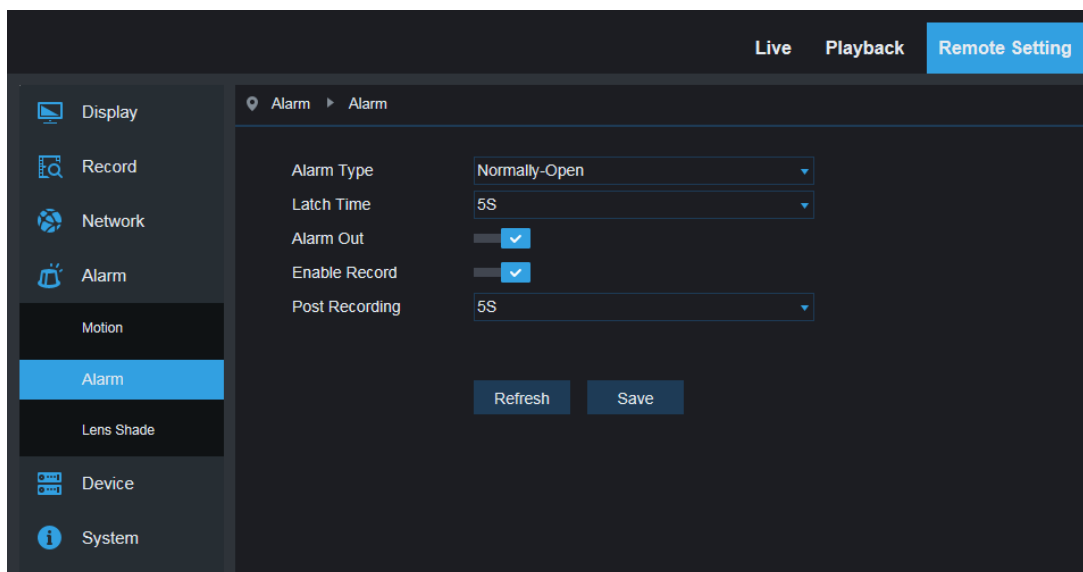 Live Playback Remote Setting
Display
Record
Network
Alarm
Motion
Alarm
Lens Shade
Device
System
Alarm Alarm
Alarm Type Normally-Open
Latch Time 5S
Alarm Out
Enable Record
Post Recording 5S
Refresh Save